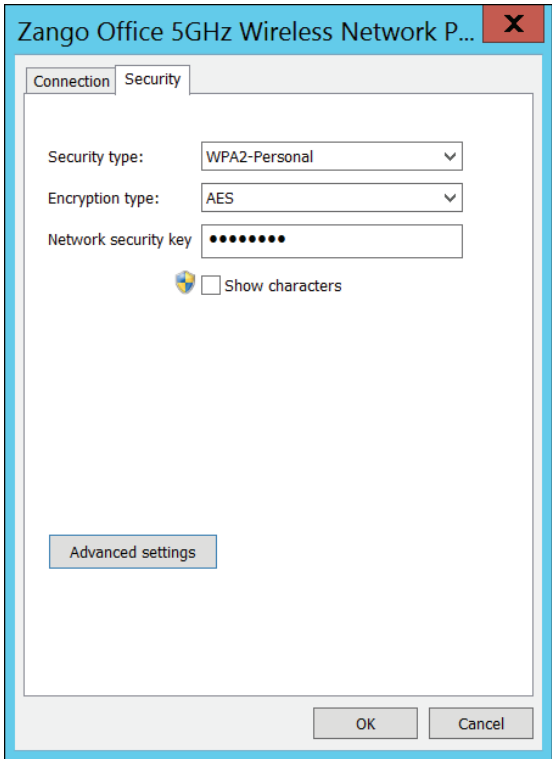 Zango Office 5GHz Wireless Network P...
X
Connection Security
Security type: WPA2-Personal
Encryption type: AES
Network security key ●●●●●●●●
Show characters
Advanced settings
OK Cancel